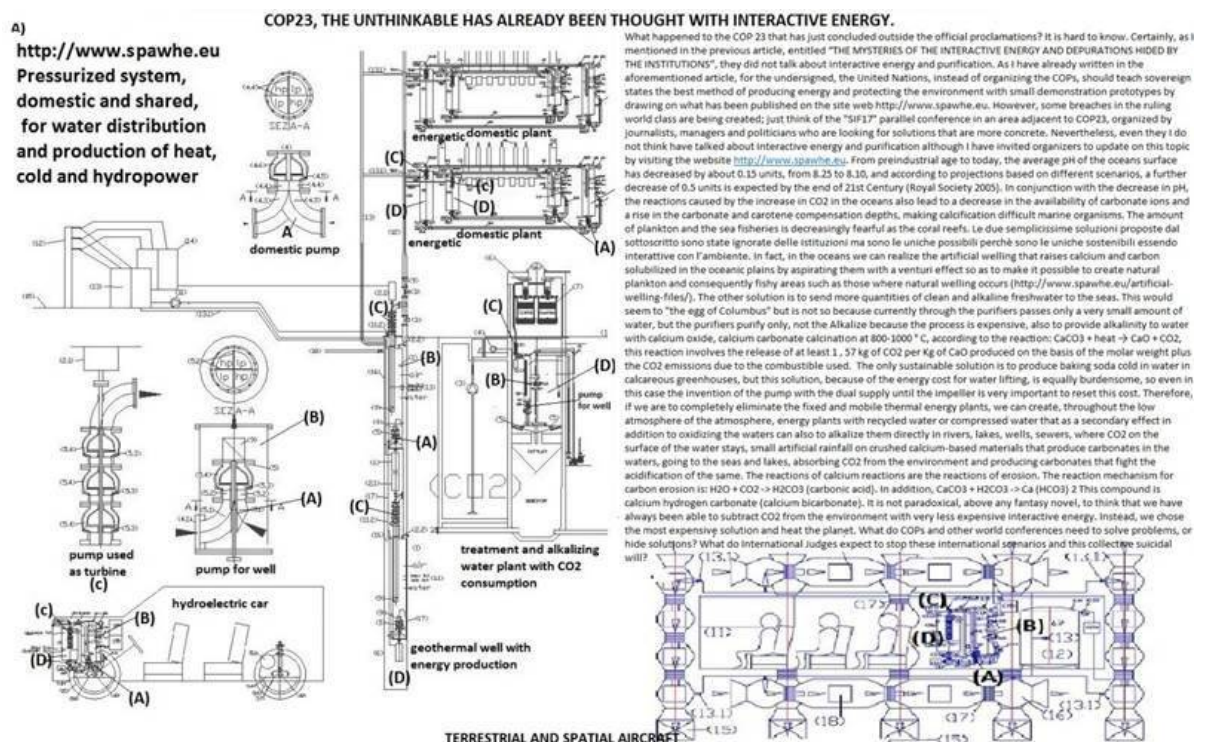 COP23, THE UNTHINKABLE HAS ALREADY BEEN THOUGHT WITH INTERACTIVE ENERGY.
A)
http://www.spawhe.eu
Pressurized system,
domestic and shared,
for water distribution
and production of heat,
cold and hydropower
SEZIA-A
domestic pump
energetic domestic plant
(C)
(c)
(D)
(D)
energetic domestic plant
(A)
What happened to the COP 23 that has just concluded outside the official proclamations? It is hard to know. Certainly, as I
mentioned in the previous article, entitled "THE MYSTERIES OF THE INTERACTIVE ENERGY AND DEPURATIONS HIDED BY
THE INSTITUTIONS", they did not talk about interactive energy and purification. As I have already written in the
aforementioned article, for the undersigned, the United Nations, instead of organizing the COPs, should teach sovereign
states the best method of producing energy and protecting the environment with small demonstration prototypes by
drawing on what has been published on the site web http://www.spawhe.eu. However, some breaches in the ruling
world class are being created; just think of the "SIF17" parallel conference in an area adjacent to COP23, organized by
journalists, managers and politicians who are looking for solutions that are more concrete. Nevertheless, even they I do
not think have talked about interactive energy and purification although I have invited organizers to update on this topic
by visiting the website http://www.spawhe.eu. From preindustrial age to today, the average pH of the oceans surface
has decreased by about 0.15 units, from 8.25 to 8.10, and according to projections based on different scenarios, a further
decrease of 0.5 units is expected by the end of 21st Century (Royal Society 2005). In conjunction with the decrease in pH,
the reactions caused by the increase in CO2 in the oceans also lead to a decrease in the availability of carbonate ions and
a rise in the carbonate and carotene compensation depths, making calcification difficult marine organisms. The amount
of plankton and the sea fisheries is decreasingly fearful as the coral reefs. Le due semplicissime soluzioni proposte dal
sottoscritto sono state ignorate delle istituzioni ma sono le uniche possibili perchè sono le uniche sostenibili essendo
interattive con l'ambiente. In fact, in the oceans we can realize the artificial welling that raises calcium and carbon
solubilized in the oceanic plains by aspirating them with a venturi effect so as to make it possible to create natural
plankton and consequently fishy areas such as those where natural welling occurs (http://www.spawhe.eu/artificial-
welling-files/). The other solution is to send more quantities of clean and alkaline freshwater to the seas. This would
seem to "the egg of Columbus" but is not so because currently through the purifiers passes only a very small amount of
water, but the purifiers purify only, not the Alkalize because the process is expensive, also to provide alkalinity to water
with calcium oxide, calcium carbonate calcination at 800-1000 ° C, according to the reaction: CaCO3 + heat → CaO + CO2,
this reaction involves the release of at least 1 , 57 kg of CO2 per Kg of CaO produced on the basis of the molar weight plus
the CO2 emissions due to the combustible used. The only sustainable solution is to produce baking soda cold in water in
calcareous greenhouses, but this solution, because of the energy cost for water lifting, is equally burdensome, so even in
this case the invention of the pump with the dual supply until the impeller is very important to reset this cost. Therefore,
if we are to completely eliminate the fixed and mobile thermal energy plants, we can create, throughout the low
atmosphere of the atmosphere, energy plants with recycled water or compressed water that as a secondary effect in
addition to oxidizing the waters can also to alkalize them directly in rivers, lakes, wells, sewers, where CO2 on the
surface of the water stays, small artificial rainfall on crushed calcium-based materials that produce carbonates in the
waters, going to the seas and lakes, absorbing CO2 from the environment and producing carbonates that fight the
acidification of the same. The reactions of calcium reactions are the reactions of erosion. The reaction mechanism for
carbon erosion is: H2O + CO2 -> H2CO3 (carbonic acid). In addition, CaCO3 + H2CO3 -> Ca (HCO3) 2 This compound is
calcium hydrogen carbonate (calcium bicarbonate). It is not paradoxical, above any fantasy novel, to think that we have
always been able to subtract CO2 from the environment with very less expensive interactive energy. Instead, we chose
the most expensive solution and heat the planet. What do COPs and other world conferences need to solve problems, or
hide solutions? What do International Judges expect to stop these international scenarios and this collective suicidal
will?
SEZIA-A
(B)
(A)
pump used
as turbine
(c)
pump for well
(C)
(B)
(A)
(C)
(D)
geothermal well with
energy production
(C)
(B)
(D)
pump
for well
CO2
treatment and alkalizing
water plant with CO2
consumption
hydroelectric car
(c)
(B)
(D)
(A)
(13.1)
(17)
(C)
(B)
(11)
(D)
(13)
(12)
(A)
(13.1)
(15)
(18)
(17)
(16)
(13.1)
TERRESTRIAL AND SPATIAL AIRCRAFT